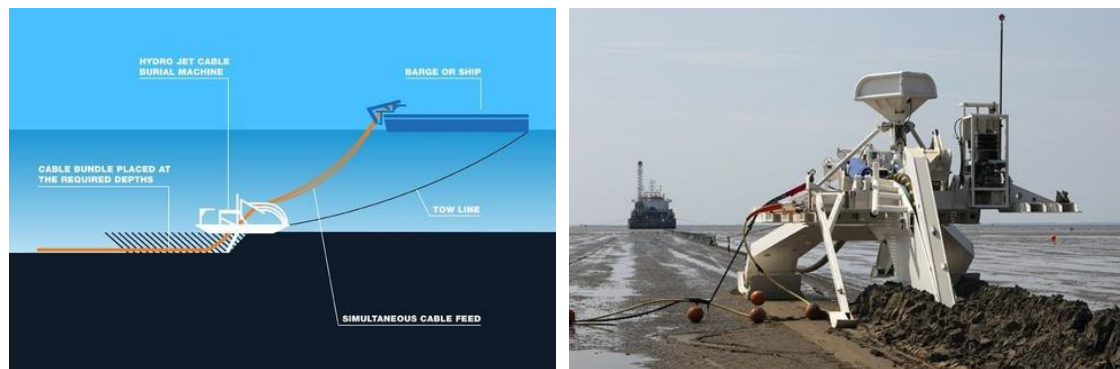 HYDRO JET CABLE
BURIAL MACHINE
BARGE OR SHIP
CABLE BUNDLE PLACED AT
THE REQUIRED DEPTHS
TOW LINE
SIMULTANEOUS CABLE FEED